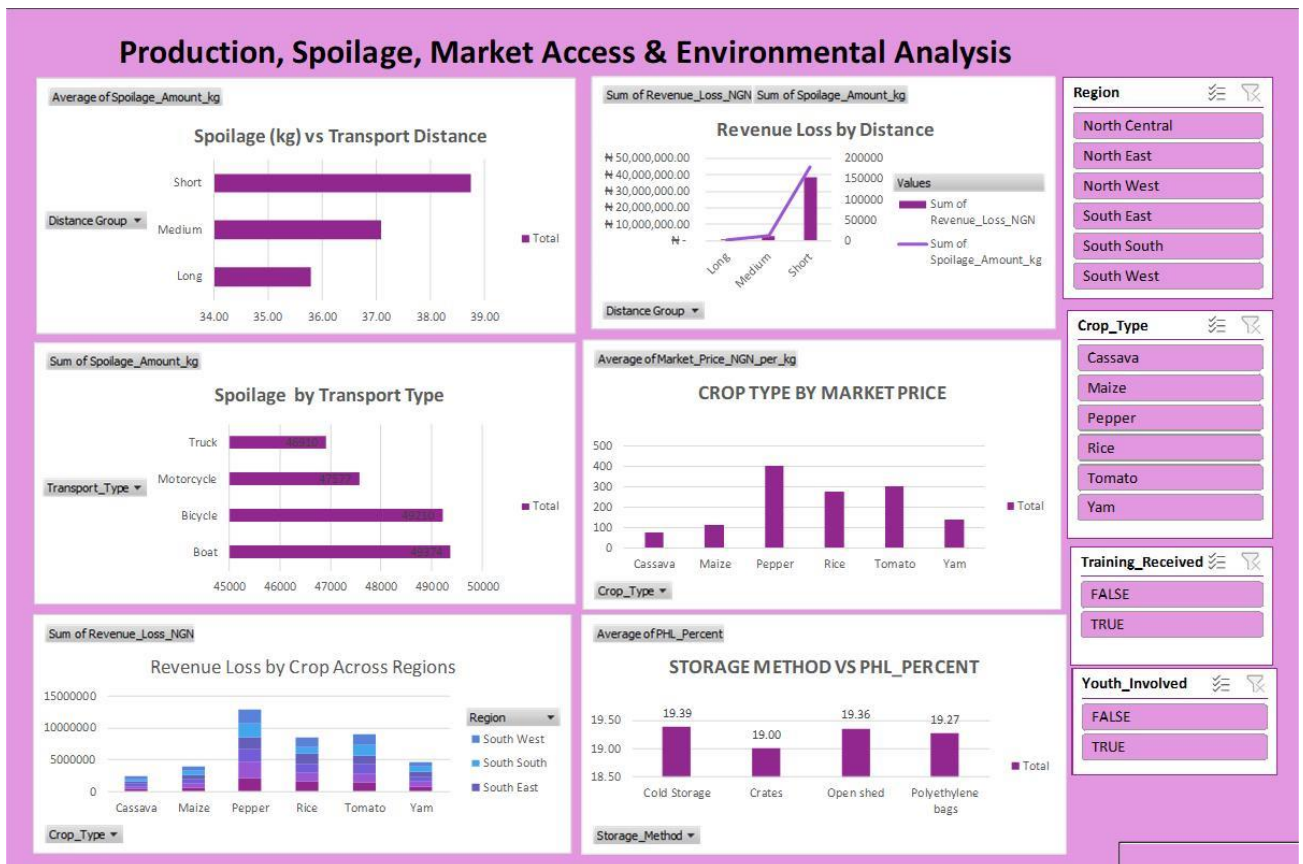 Production, Spoilage, Market Access & Environmental Analysis
Average of Spoilage_Amount_kg
Spoilage (kg) vs Transport Distance
Short
Distance Group
Medium
Total
Long
34.00 35.00 36.00 37.00 38.00 39.00
Sum of Revenue_Loss_NGN Sum of Spoilage_Amount_kg
Revenue Loss by Distance
₦ 50,000,000.00 200000
₦ 40,000,000.00 150000
₦ 30,000,000.00 100000
₦ 20,000,000.00 50000
₦ 10,000,000.00 0
₦ -
Values
Sum of
Revenue_Loss_NGN
Sum of
Spoilage_Amount_kg
Long Medium Short
Distance Group
Sum of Spoilage_Amount_kg
Spoilage by Transport Type
Truck 46910
Transport_Type
Motorcycle 47577
Total
Bicycle
Boat 49374
45000 46000 47000 48000 49000 50000
Average of Market_Price_NGN_per_kg
CROP TYPE BY MARKET PRICE
500
400
300
200
100
0
Total
Cassava Maize Pepper Rice Tomato Yam
Crop_Type
Sum of Revenue_Loss_NGN
Revenue Loss by Crop Across Regions
15000000
10000000
5000000
0
Region
South West
South South
South East
Cassava Maize Pepper Rice Tomato Yam
Crop_Type
Average of PHL_Percent
STORAGE METHOD VS PHL_PERCENT
19.50
19.00
18.50
19.39 19.00 19.36 19.27
Total
Cold Storage Crates Open shed Polyethylene
bags
Storage_Method
Region
North Central
North East
North West
South East
South South
South West
Crop_Type
Cassava
Maize
Pepper
Rice
Tomato
Yam
Training_Received
FALSE
TRUE
Youth_Involved
FALSE
TRUE